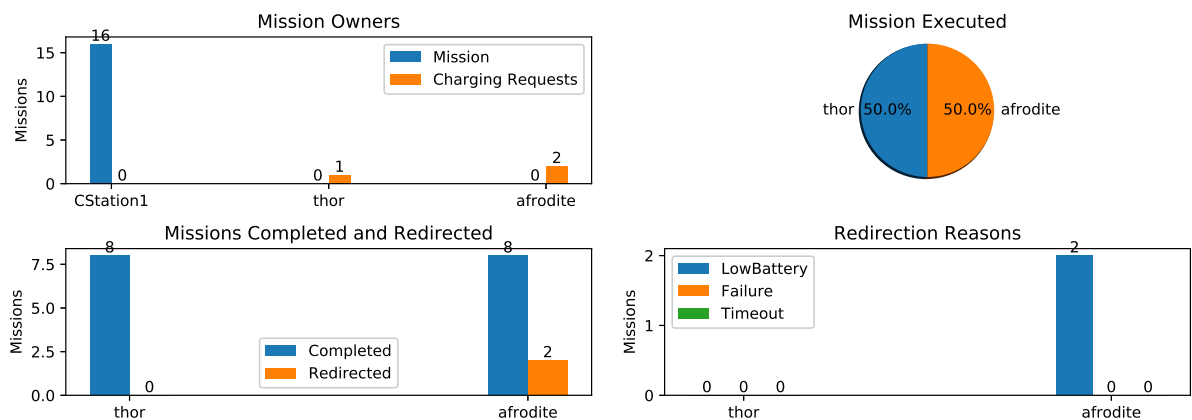 Mission Owners
16
15
10
5
0
Missions
0
0
1
0
2
Mission
Charging Requests
CStation1
thor
afrodite
Mission Executed
thor
50.0%
50.0%
afrodite
Missions Completed and Redirected
8
8
7.5
5.0
2.5
0.0
Missions
0
2
Completed
Redirected
thor
afrodite
Redirection Reasons
2
2
1
0
Missions
LowBattery
Failure
Timeout
0
0
0
0
0
thor
afrodite